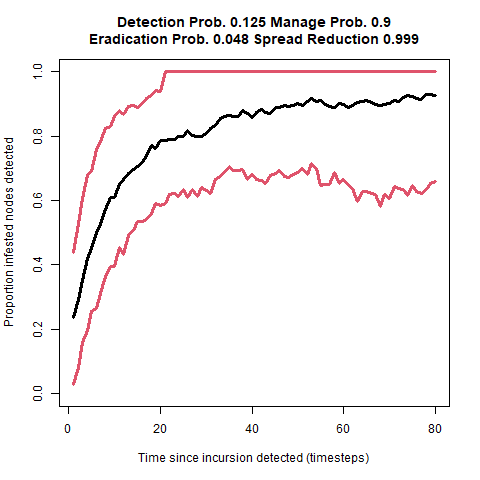 Detection Prob. 0.125 Manage Prob. 0.9
Eradication Prob. 0.048 Spread Reduction 0.999
Proportion infested nodes detected
1.0
0.8
0.6
0.4
0.2
0.0
0 20 40 60 80
Time since incursion detected (timesteps)